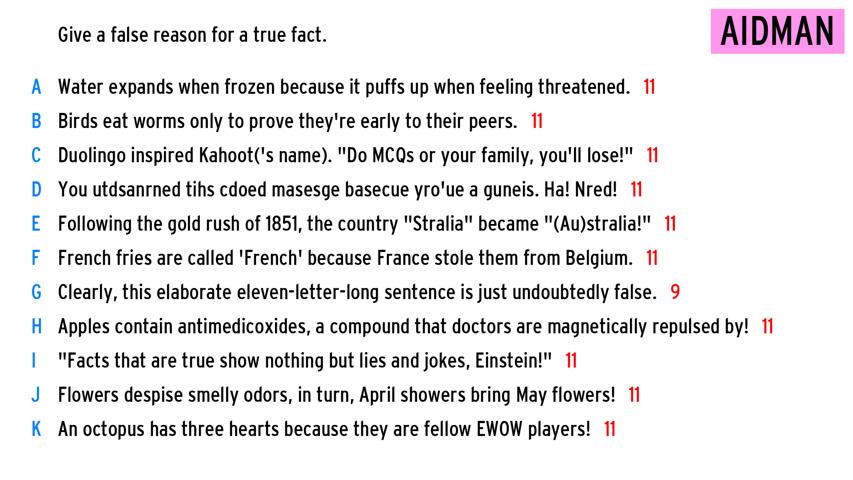 Give a false reason for a true fact.
AIDMAN
A Water expands when frozen because it puffs up when feeling threatened. 11
B Birds eat worms only to prove they're early to their peers. 11
C Duolingo inspired Kahoot('s name). "Do MCQs or your family, you'll lose!" 11
D You utdsanrned tihs cdoed masesge basecue yro'ue a guneis. Ha! Nred! 11
E Following the gold rush of 1851, the country "Stralia" became "(Au)stralia!" 11
F French fries are called 'French' because France stole them from Belgium. 11
G Clearly, this elaborate eleven-letter-long sentence is just undoubtedly false. 9
H Apples contain antimedicoxides, a compound that doctors are magnetically repulsed by! 11
I "Facts that are true show nothing but lies and jokes, Einstein!" 11
J Flowers despise smelly odors, in turn, April showers bring May flowers! 11
K An octopus has three hearts because they are fellow EWOW players! 11